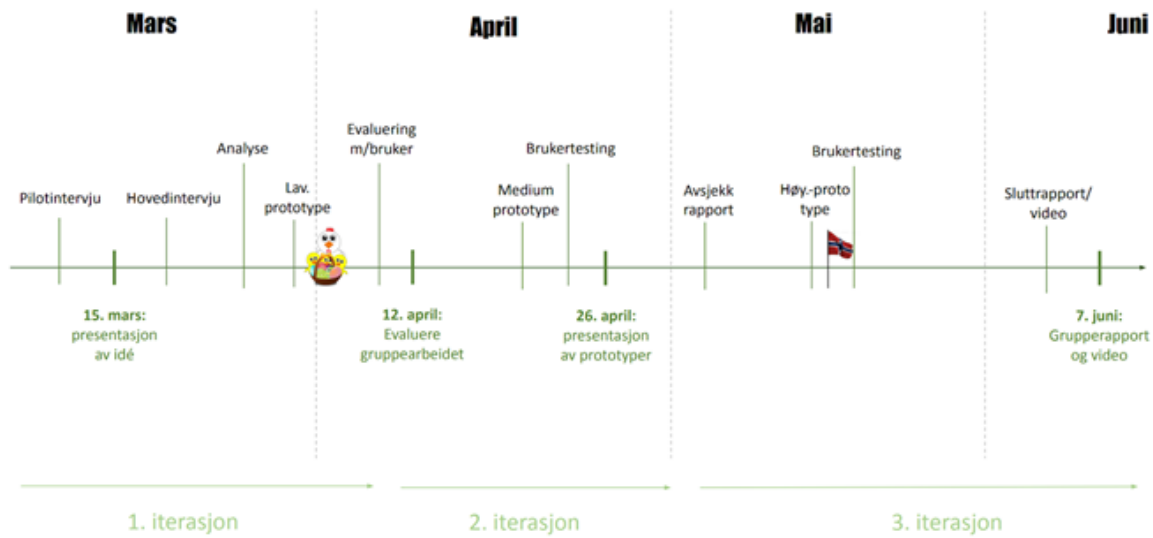 Mars
April
Mai
Juni
Evaluering
m/bruker
Analyse
Brukertesting
Brukertesting
Pilotintervju
Hovedintervju
Lav.
prototype
Medium
prototype
Avsjekk
rapport
Høy.-proto
type
Sluttrapport/
video
15. mars:
presentasjon
av idé
12. april:
Evaluere
gruppearbeidet
26. april:
presentasjon
av prototyper
7. juni:
Grupperapport
og video
1. iterasjon
2. iterasjon
3. iterasjon